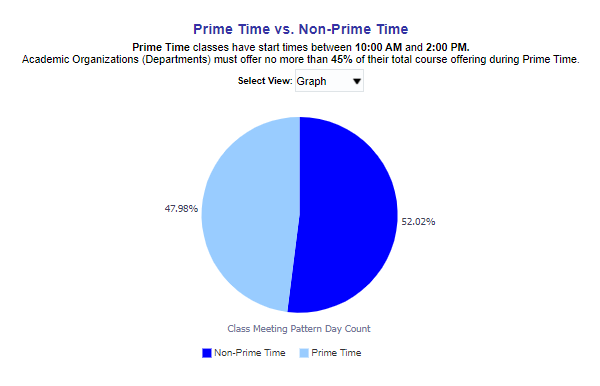 Prime Time vs. Non-Prime Time
Prime Time classes have start times between 10:00 AM and 2:00 PM.
Academic Organizations (Departments) must offer no more than 45% of their total course offering during Prime Time.
Select View: Graph
47.98%
52.02%
Class Meeting Pattern Day Count
Non-Prime Time Prime Time